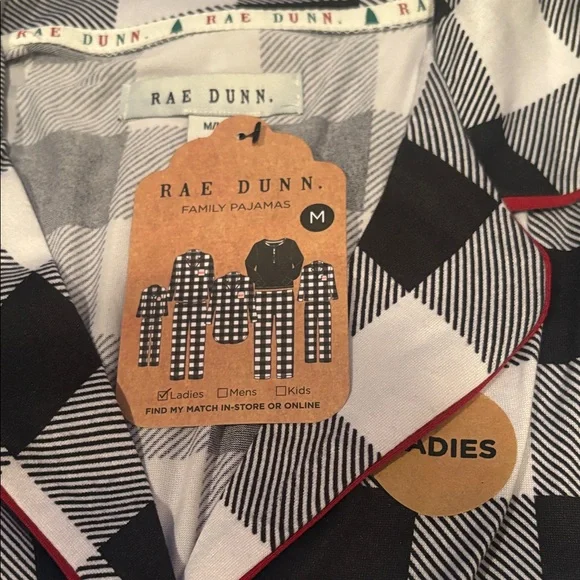 RAE DUNN. RAE DUNN. RA
RAE DUNN.
M/
RAE DUNN.
FAMILY PAJAMAS
M
Ladies Mens Kids
FIND MY MATCH IN-STORE OR ONLINE
ADIES